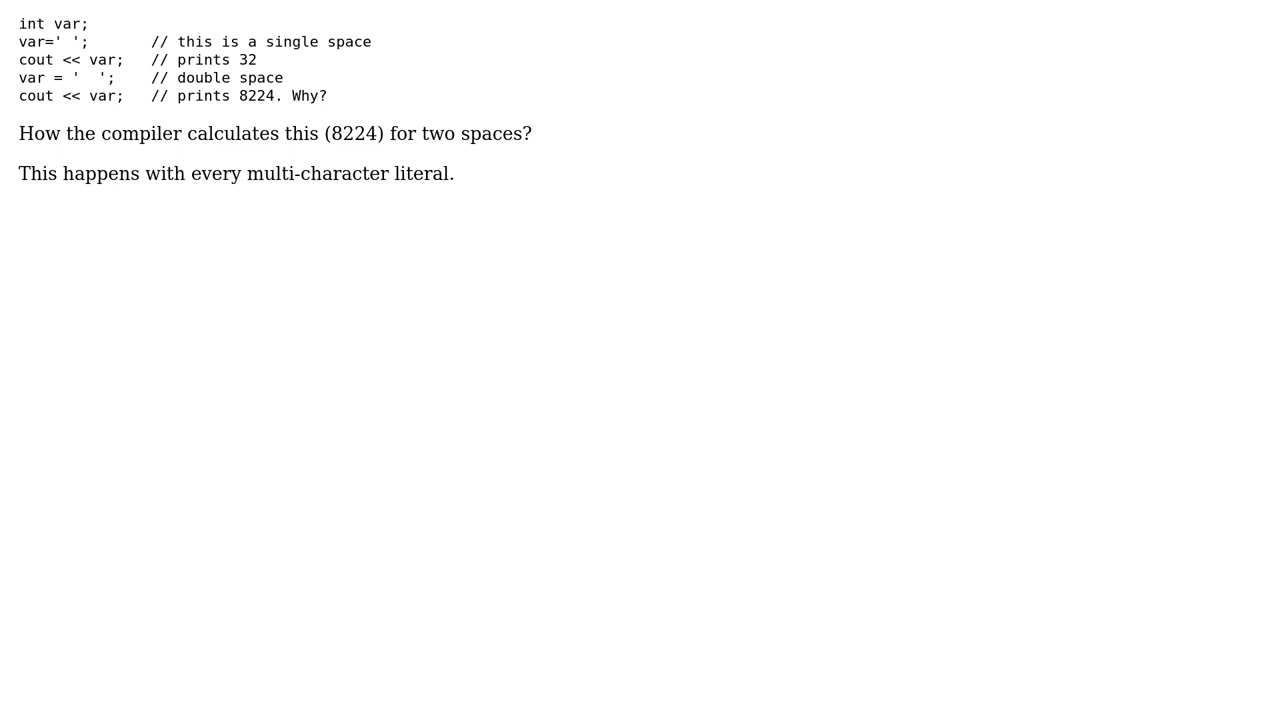 int var;
var=' ';       // this is a single space
cout << var;   // prints 32
var = '  ';    // double space
cout << var;   // prints 8224. Why?
How the compiler calculates this (8224) for two spaces?
This happens with every multi-character literal.